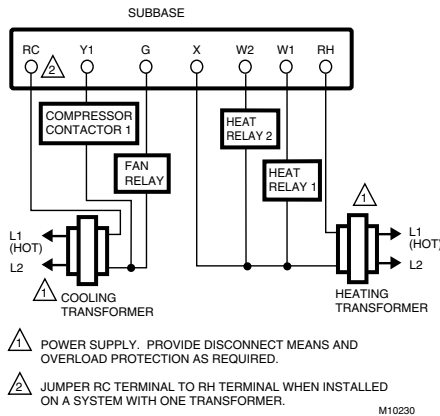 SUBBASE
RC Y1 G X W2 W1 RH
2
COMPRESSOR
CONTACTOR 1
HEAT
RELAY 2
FAN
RELAY
HEAT
RELAY 1
1
L1
(HOT)
L2
L1
(HOT)
L2
1
COOLING
TRANSFORMER
HEATING
TRANSFORMER
1 POWER SUPPLY. PROVIDE DISCONNECT MEANS AND
OVERLOAD PROTECTION AS REQUIRED.
2 JUMPER RC TERMINAL TO RH TERMINAL WHEN INSTALLED
ON A SYSTEM WITH ONE TRANSFORMER.
M10230